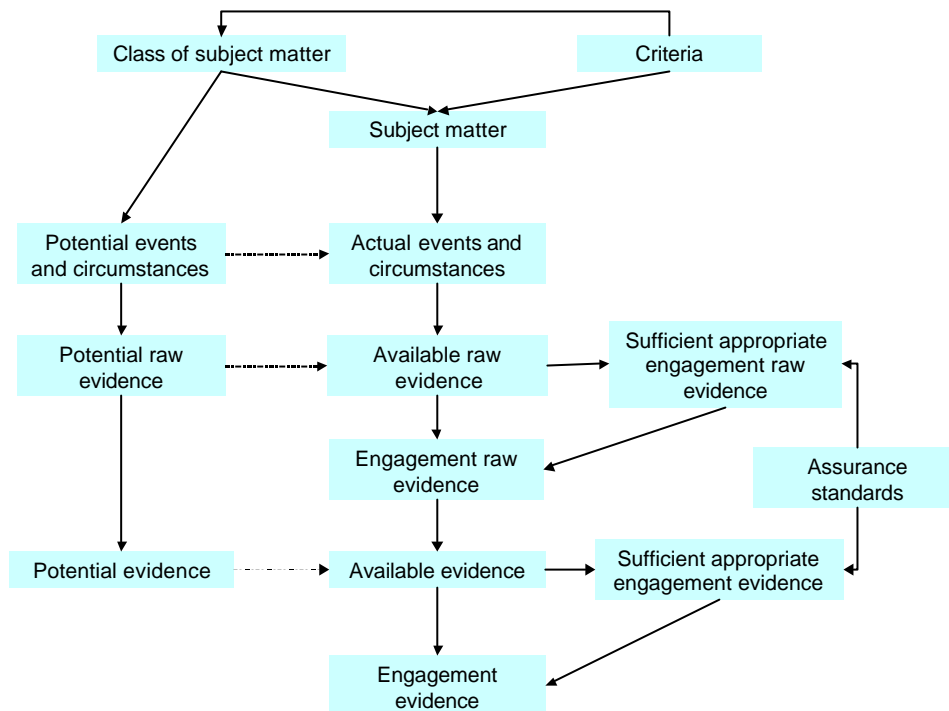 Class of subject matter
Criteria
Subject matter
Potential events
and circumstances
Actual events and
circumstances
Potential raw
evidence
Available raw
evidence
Sufficient appropriate
engagement raw
evidence
Engagement raw
evidence
Assurance
standards
Potential evidence
Available evidence
Sufficient appropriate
engagement evidence
Engagement
evidence